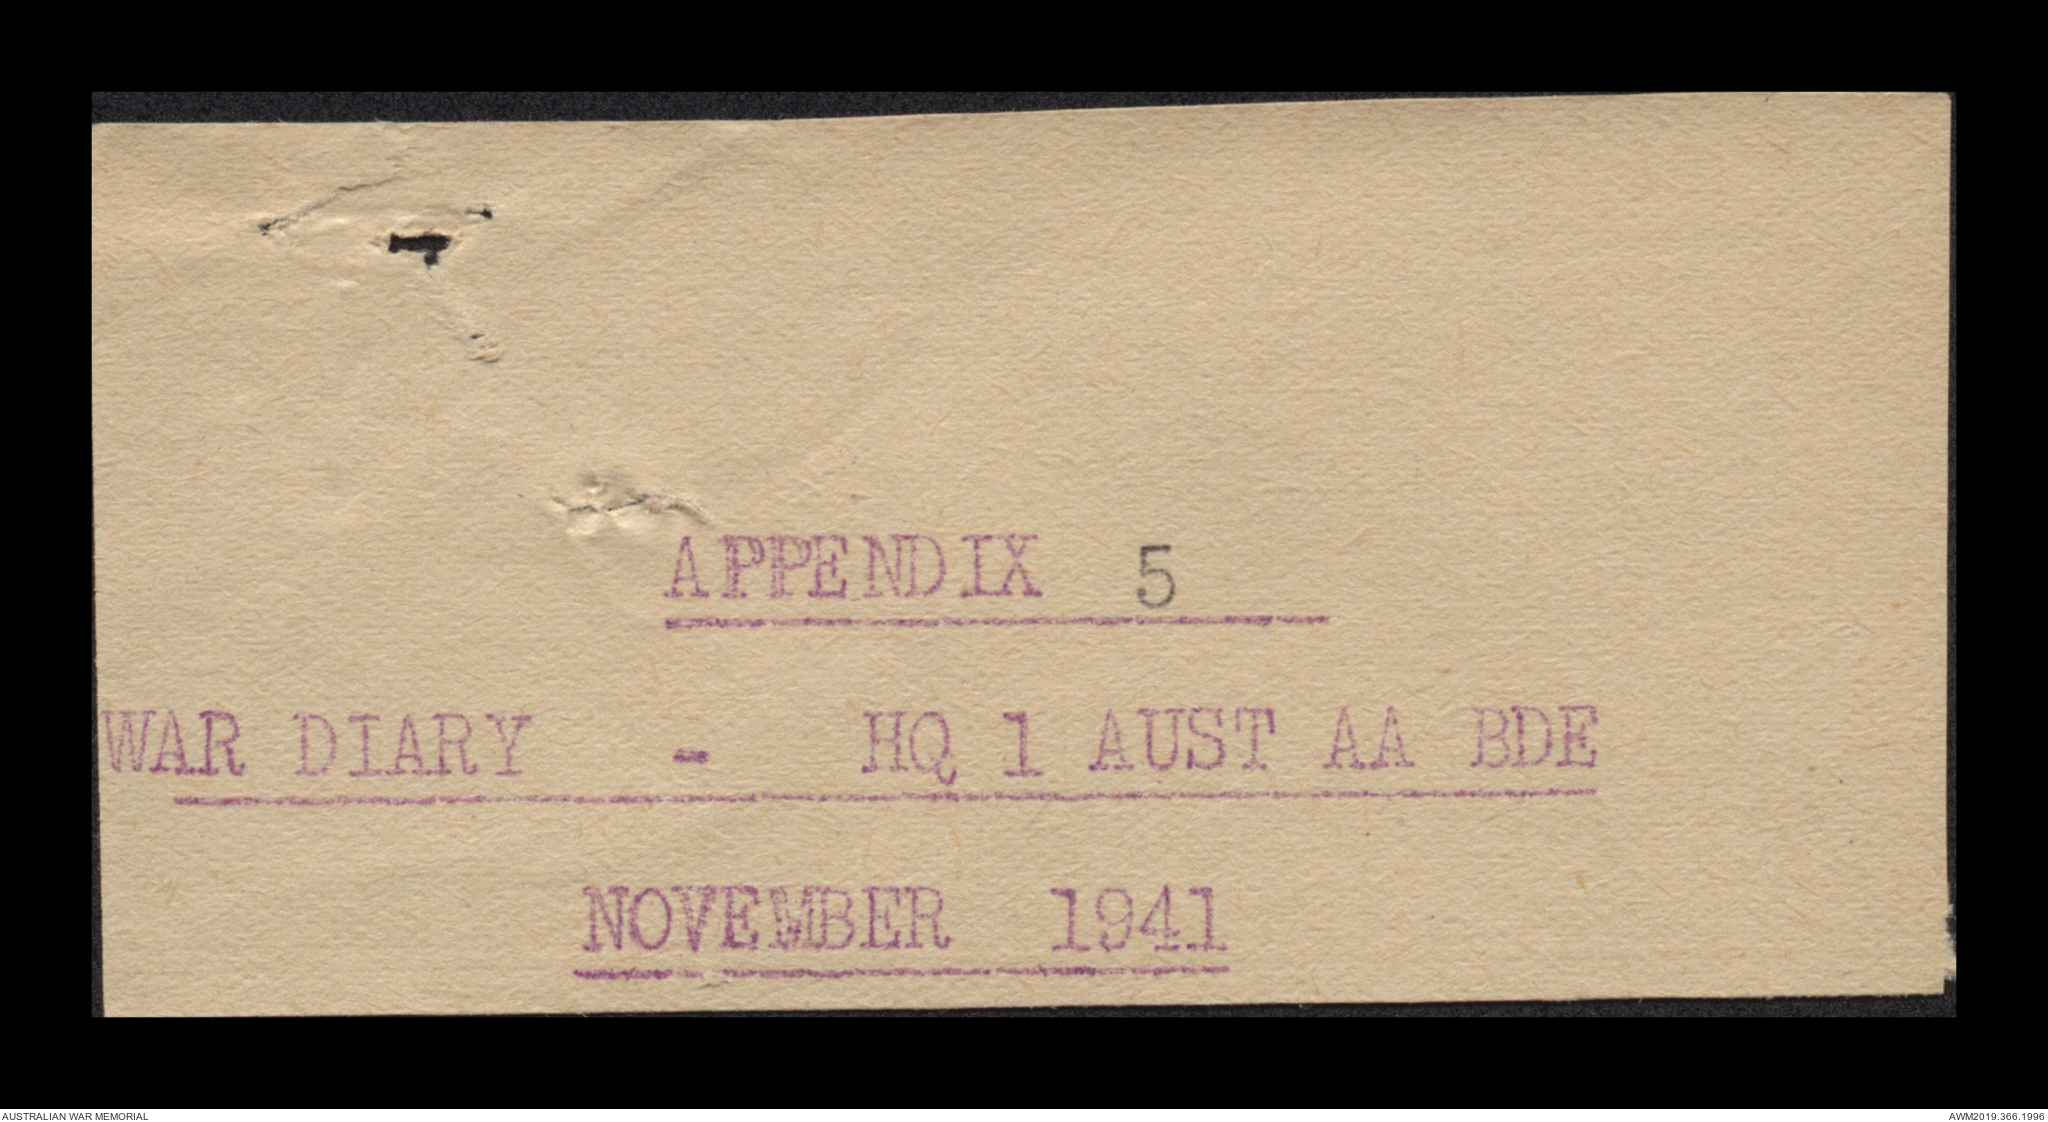 APPENDIX 5
WAR DIARY - HQ 1 AUST AA BDE
NOVEMBER 1941
AUSTRALIAN WAR MEMORIAL AWM2019.366.1996